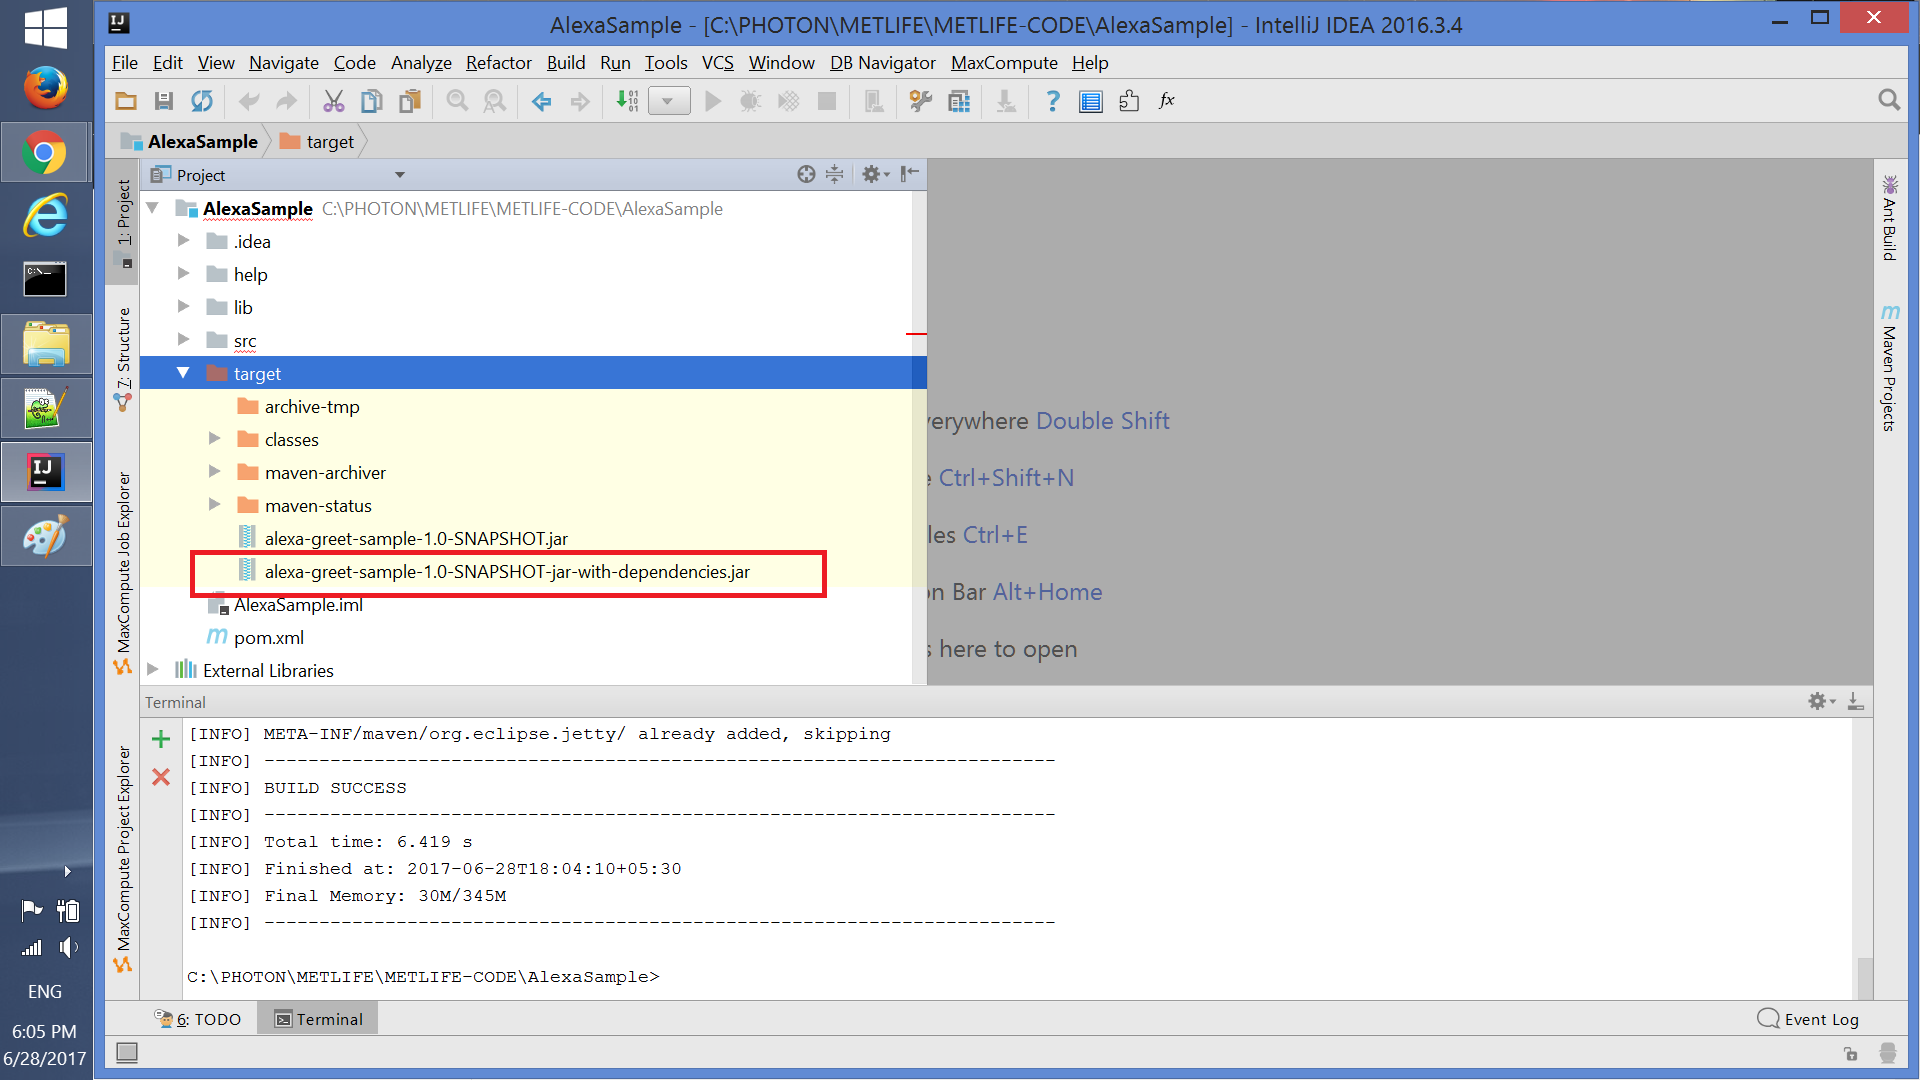 AlexaSample - [C:\PHOTON\METLIFE\METLIFE-CODE\AlexaSample] - IntelliJ IDEA 2016.3.4
File Edit View Navigate Code Analyze Refactor Build Run Tools VCS Window DB Navigator MaxCompute Help
AlexaSample target
1: Project
Z: Structure
MaxCompute Job Explorer
MaxCompute Project Explorer
Project
AlexaSample C:\PHOTON\METLIFE\METLIFE-CODE\AlexaSample
.idea
help
lib
src
target
archive-tmp
classes
maven-archiver
maven-status
alexa-greet-sample-1.0-SNAPSHOT.jar
alexa-greet-sample-1.0-SNAPSHOT-jar-with-dependencies.jar
AlexaSample.iml
pom.xml
External Libraries
verywhere Double Shift
e Ctrl+Shift+N
les Ctrl+E
on Bar Alt+Home
s here to open
Ant Build
Maven Projects
Terminal
[INFO] META-INF/maven/org.eclipse.jetty/ already added, skipping
[INFO] ------------------------------------------------------------------------
[INFO] BUILD SUCCESS
[INFO] ------------------------------------------------------------------------
[INFO] Total time: 6.419 s
[INFO] Finished at: 2017-06-28T18:04:10+05:30
[INFO] Final Memory: 30M/345M
[INFO] ------------------------------------------------------------------------
C:\PHOTON\METLIFE\METLIFE-CODE\AlexaSample>
6: TODO Terminal
Event Log
ENG
6:05 PM
6/28/2017